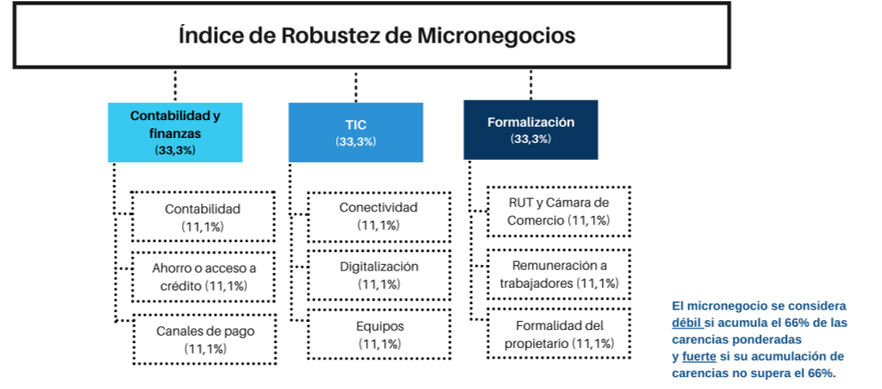 Índice de Robustez de Micronegocios
Contabilidad y
finanzas
(33,3%)
TIC
(33,3%)
Formalización
(33,3%)
Contabilidad
(11,1%)
Ahorro o acceso a
crédito (11,1%)
Canales de pago
(11,1%)
Conectividad
(11,1%)
Digitalización
(11,1%)
Equipos
(11,1%)
RUT y Cámara de
Comercio (11,1%)
Remuneración a
trabajadores (11,1%)
Formalidad del
propietario (11,1%)
El micronegocio se considera
débil si acumula el 66% de las
carencias ponderadas
y fuerte si su acumulación de
carencias no supera el 66%.